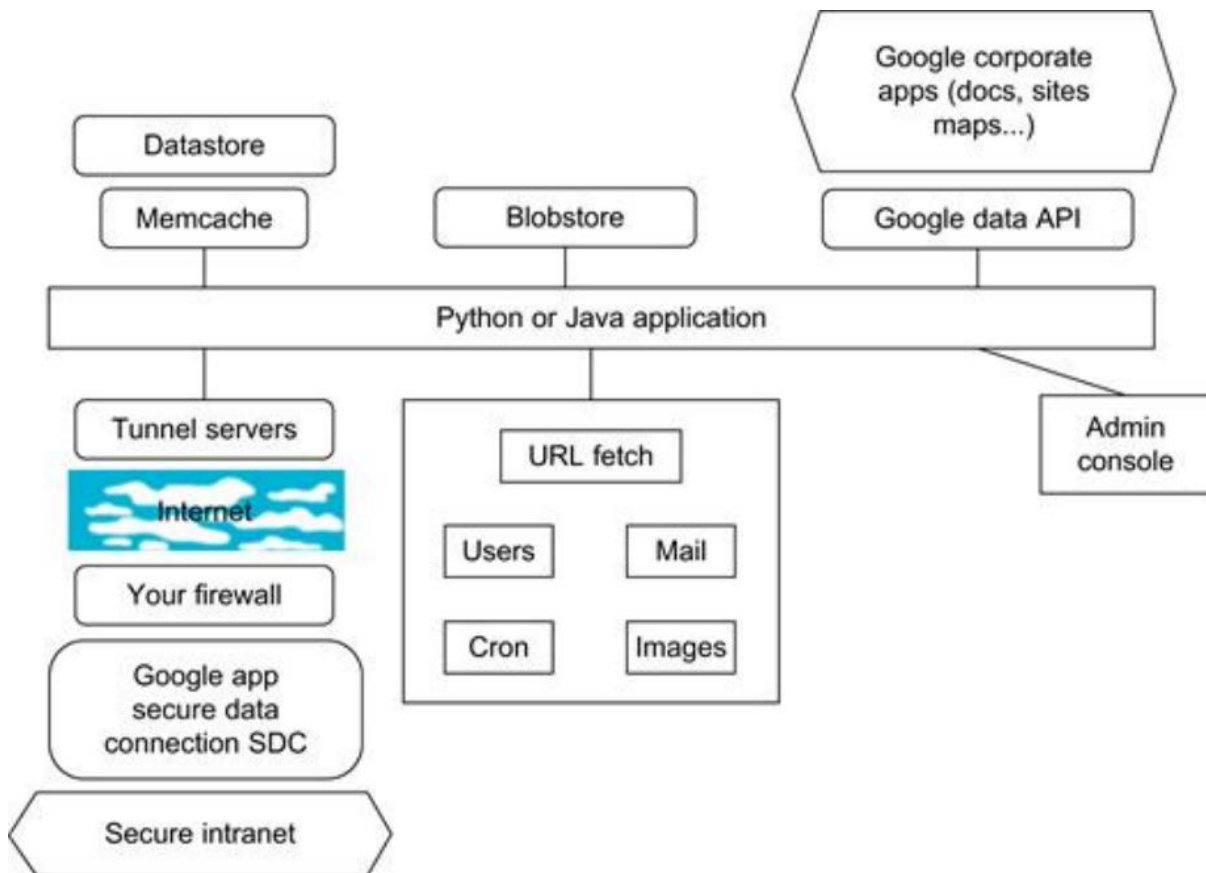 Google corporate
apps (docs, sites
maps...)
Datastore
Memcache
Blobstore
Google data API
Python or Java application
Tunnel servers
Internet
Your firewall
Google app
secure data
connection SDC
Secure intranet
URL fetch
Users
Mail
Cron
Images
Admin
console